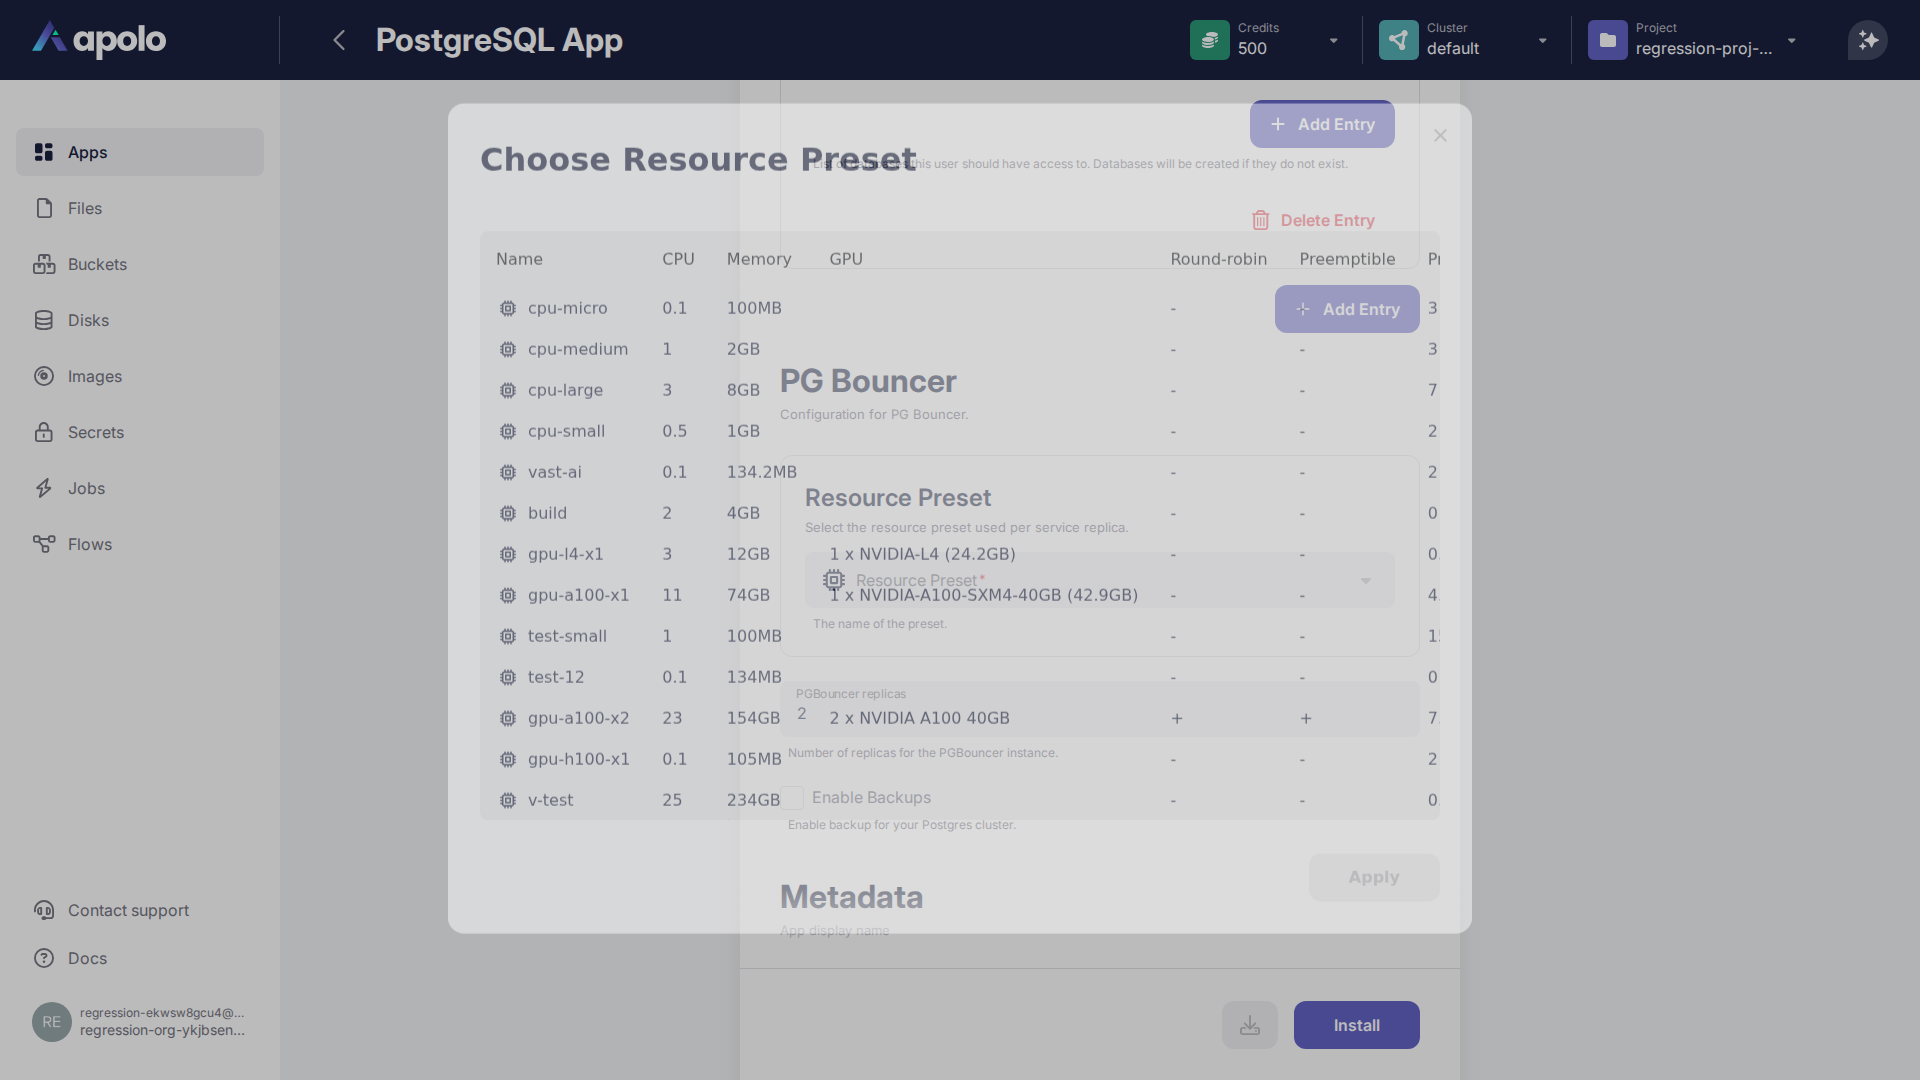 apolo
PostgreSQL App
Credits
500
Cluster
default
Project
regression-proj-...
Apps
Files
Buckets
Disks
Images
Secrets
Jobs
Flows
Contact support
Docs
RE
regression-ekwsw8gcu4@...
regression-org-ykjbsen...
Choose Resource Preset
Name CPU Memory GPU Round-robin Preemptible
cpu-micro 0.1 100MB - 3
cpu-medium 1 2GB - - 3
cpu-large 3 8GB - - 7
cpu-small 0.5 1GB - - 2
vast-ai 0.1 134.2MB - - 2
build 2 4GB - - 0
gpu-l4-x1 3 12GB 1 x NVIDIA-L4 (24.2GB) - - 0
gpu-a100-x1 11 74GB 1 x NVIDIA-A100-SXM4-40GB (42.9GB) - - 4
test-small 1 100MB - - 15
test-12 0.1 134MB - - 0
gpu-a100-x2 23 154GB 2 x NVIDIA A100 40GB + + 7
gpu-h100-x1 0.1 105MB - - 2
v-test 25 234GB - - 0
Apply
Add Entry
List of databases this user should have access to. Databases will be created if they do not exist.
Delete Entry
Add Entry
PG Bouncer
Configuration for PG Bouncer.
Resource Preset
Select the resource preset used per service replica.
Resource Preset*
The name of the preset.
PGBouncer replicas
2
Number of replicas for the PGBouncer instance.
Enable Backups
Enable backup for your Postgres cluster.
Metadata
App display name
Install